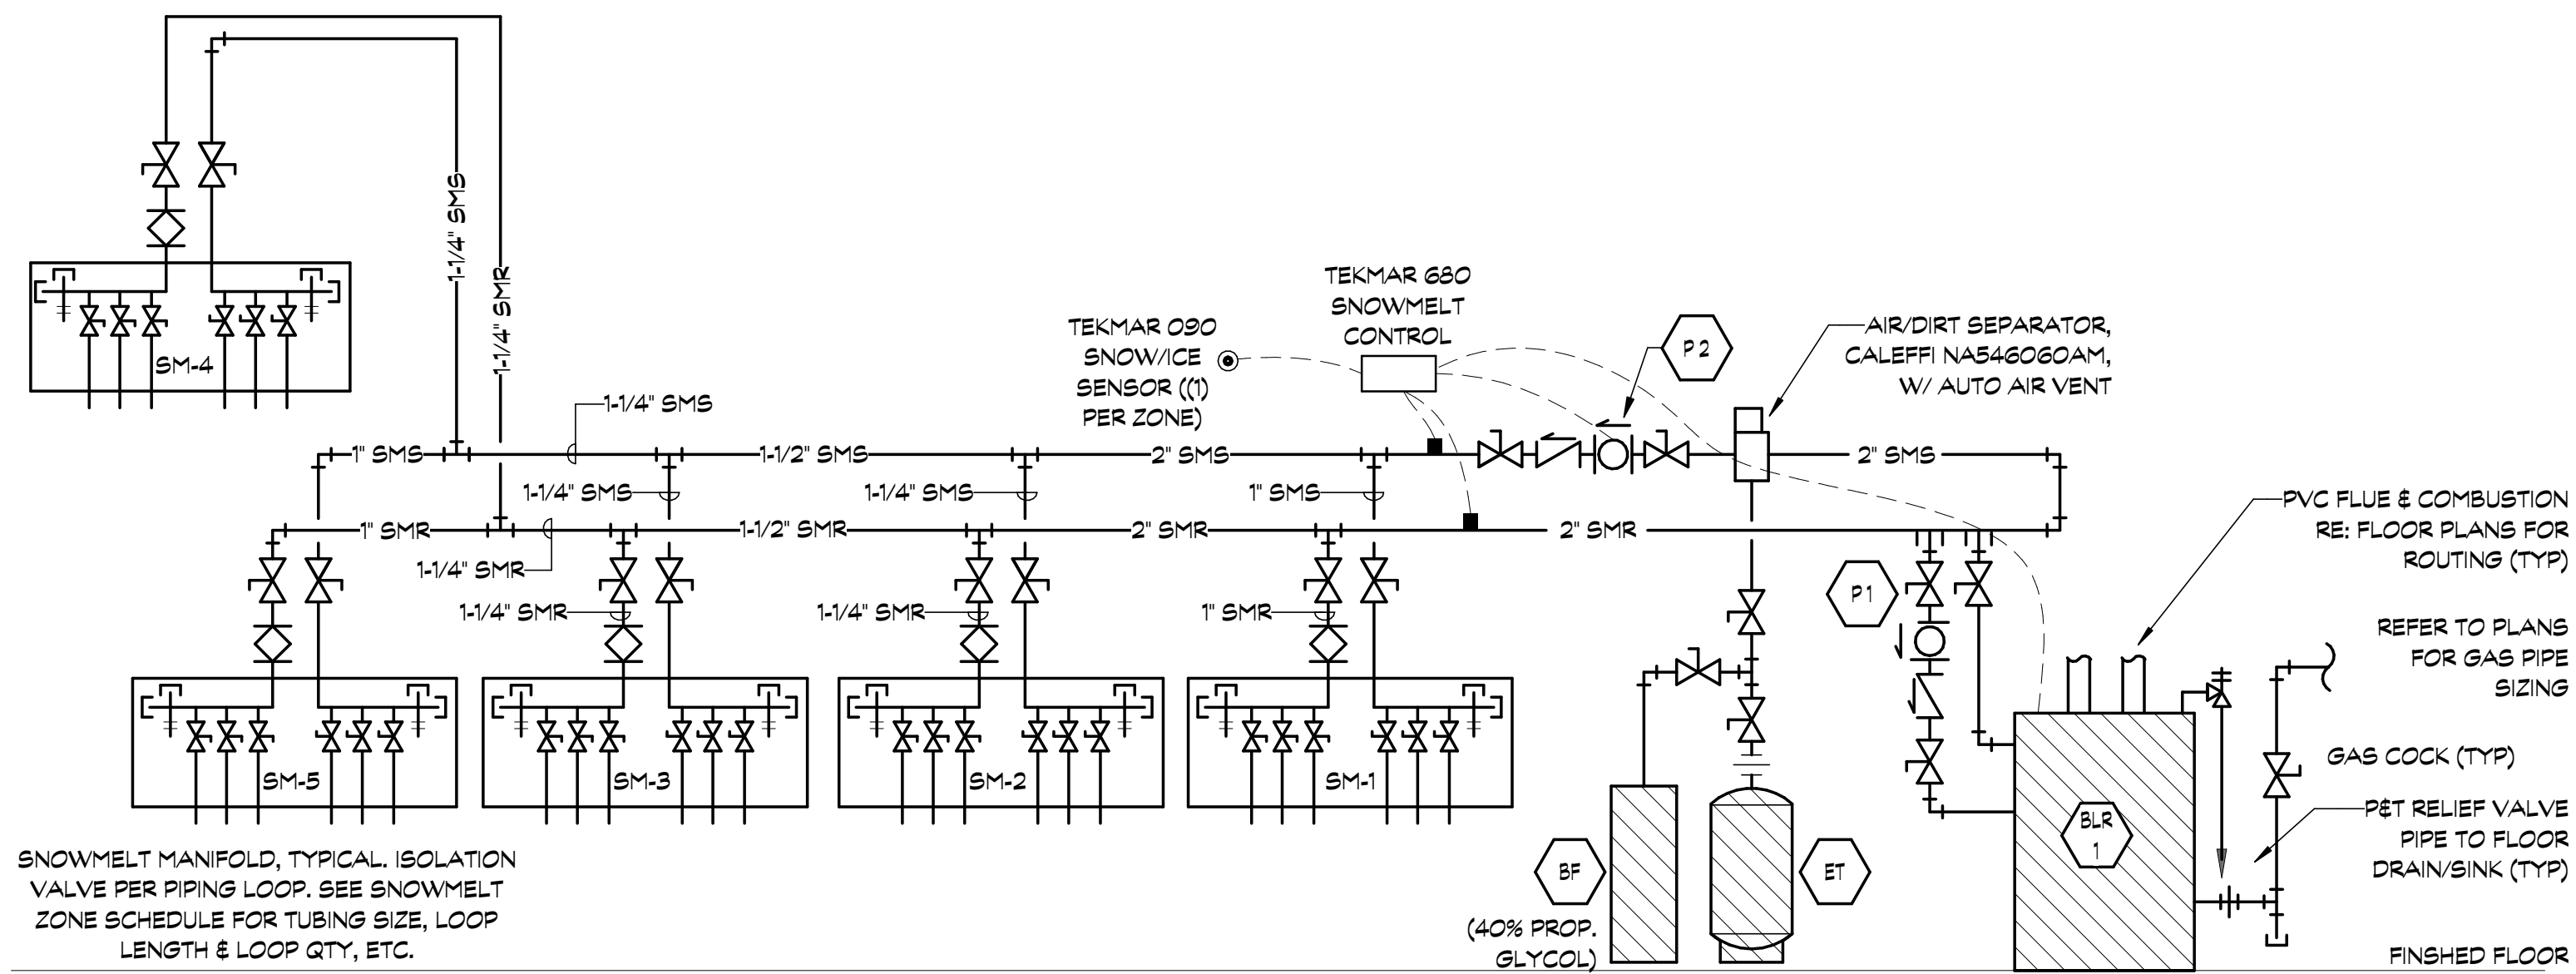 1-1/4" SMS
1-1/4" SMR
SM-4
TEKMAR 090
SNOW/ICE
SENSOR ((1)
PER ZONE)
TEKMAR 680
SNOWMELT
CONTROL
P 2
AIR/DIRT SEPARATOR,
CALEFFI NA546060AM,
W/ AUTO AIR VENT
1-1/4" SMS
1" SMS
1-1/2" SMS
2" SMS
2" SMS
1-1/4" SMS
1-1/4" SMS
1" SMS
1" SMR
1-1/2" SMR
2" SMR
2" SMR
1-1/4" SMR
1-1/4" SMR
1-1/4" SMR
1" SMR
P 1
PVC FLUE & COMBUSTION
RE: FLOOR PLANS FOR
ROUTING (TYP)
REFER TO PLANS
FOR GAS PIPE
SIZING
GAS COCK (TYP)
P&T RELIEF VALVE
PIPE TO FLOOR
DRAIN/SINK (TYP)
SM-5
SM-3
SM-2
SM-1
BLR
1
BF
ET
(40% PROP.
GLYCOL)
SNOWMELT MANIFOLD, TYPICAL. ISOLATION
VALVE PER PIPING LOOP. SEE SNOWMELT
ZONE SCHEDULE FOR TUBING SIZE, LOOP
LENGTH & LOOP QTY, ETC.
FINSHED FLOOR